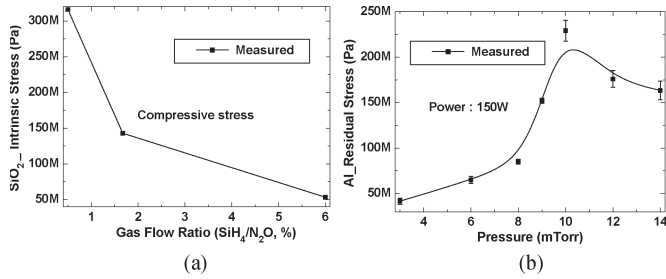 300M
250M
200M
150M
100M
50M
SiO2_ Intrinsic Stress (Pa)
Measured
Compressive stress
1 2 3 4 5 6
Gas Flow Ratio (SiH4/N2O, %)
(a)
250M
200M
150M
100M
50M
Al_Residual Stress (Pa)
Measured
Power : 150W
4 6 8 10 12 14
Pressure (mTorr)
(b)